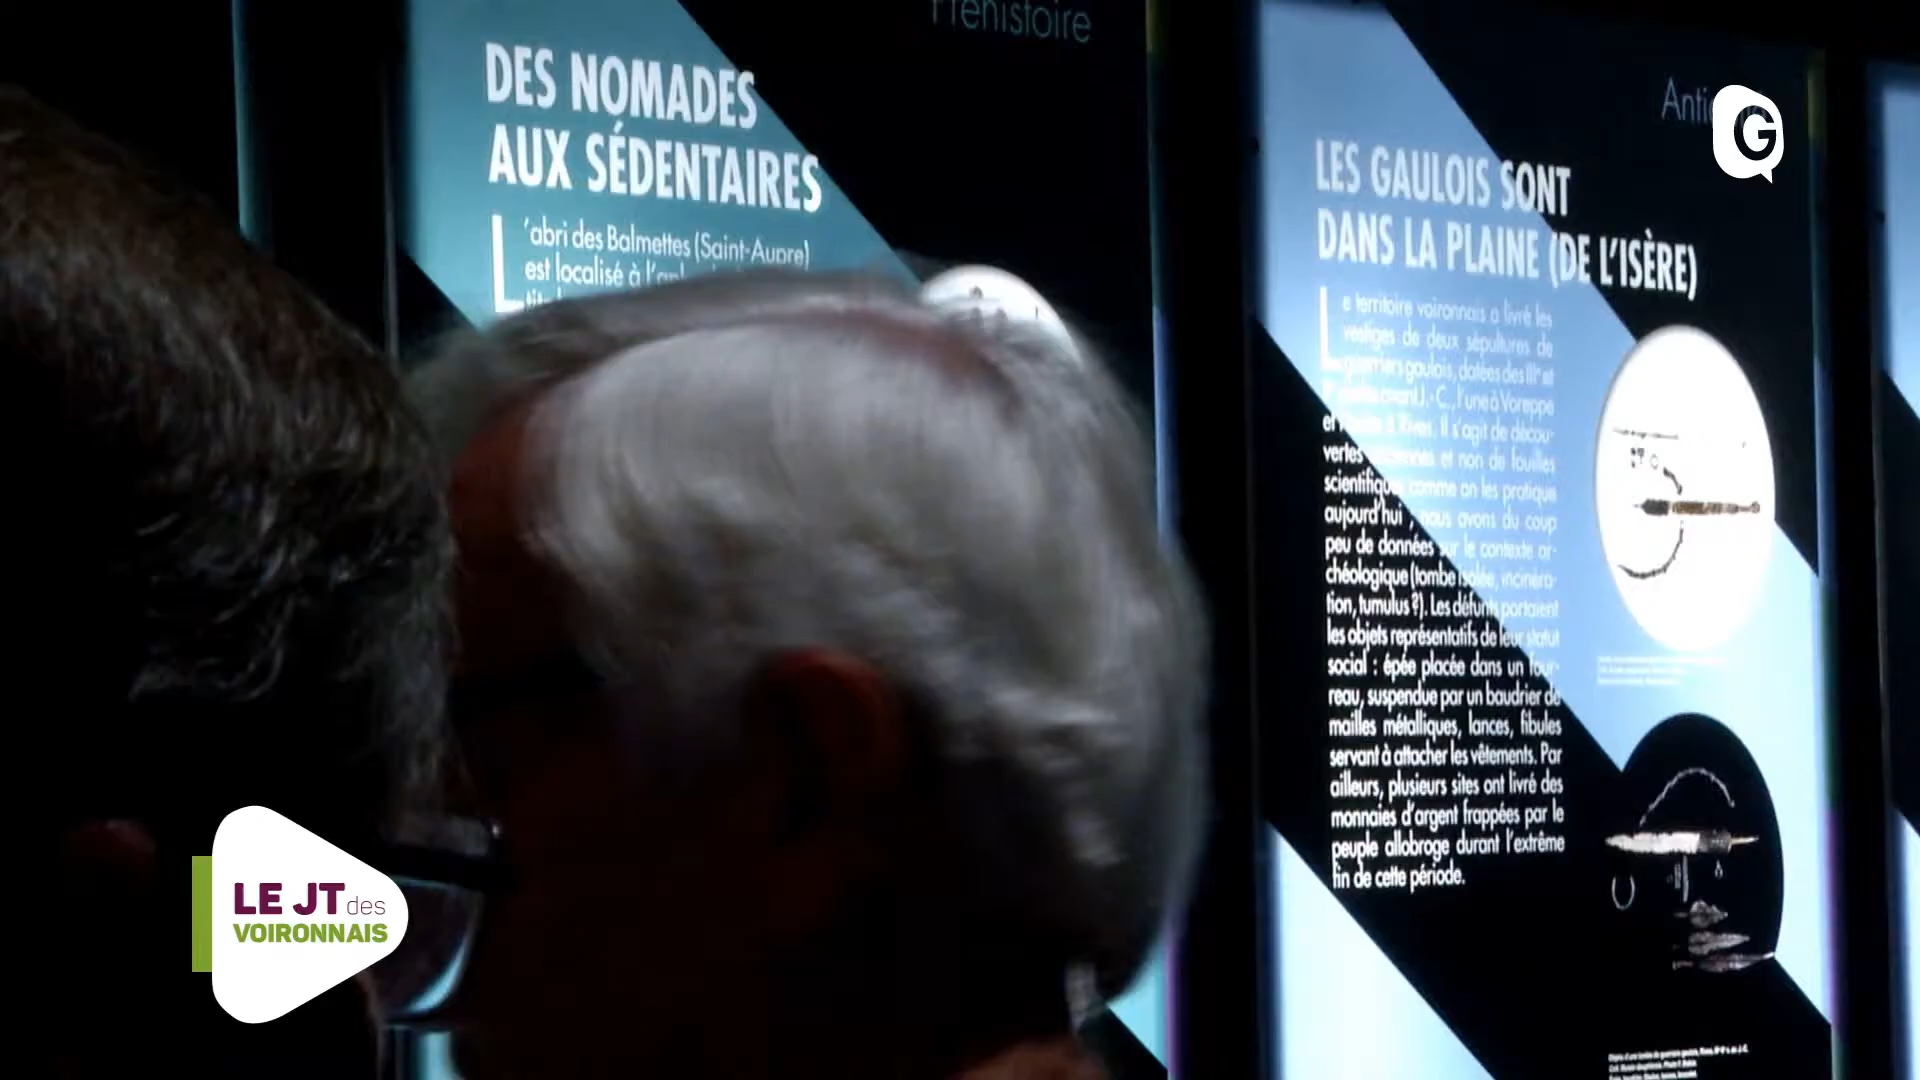 Préhistoire
DES NOMADES
AUX SÉDENTAIRES
L'abri des Balmettes (Saint-Aupre)
est localisé à
Anti
G
LES GAULOIS SONT
DANS LA PLAINE (DE L'ISÈRE)
Le territoire voironnais a livré les
vestiges de deux sépultures de
guerriers gaulois, datées des IIIe et
avant J.-C., l'une à Voreppe
et à Rives. Il s'agit de décou-
vertes anciennes et non de fouilles
scientifiques comme on les pratique
aujourd'hui ; nous avons du coup
peu de données sur le contexte ar-
chéologique (tombe isolée, incinéra-
tion, tumulus ?). Les défunts portaient
les objets représentatifs de leur statut
social : épée placée dans un four-
reau, suspendue par un baudrier de
mailles métalliques, lances, fibules
servant à attacher les vêtements. Par
ailleurs, plusieurs sites ont livré des
monnaies d'argent frappées par le
peuple allobroge durant l'extrême
fin de cette période.
LE JT des
VOIRONNAIS